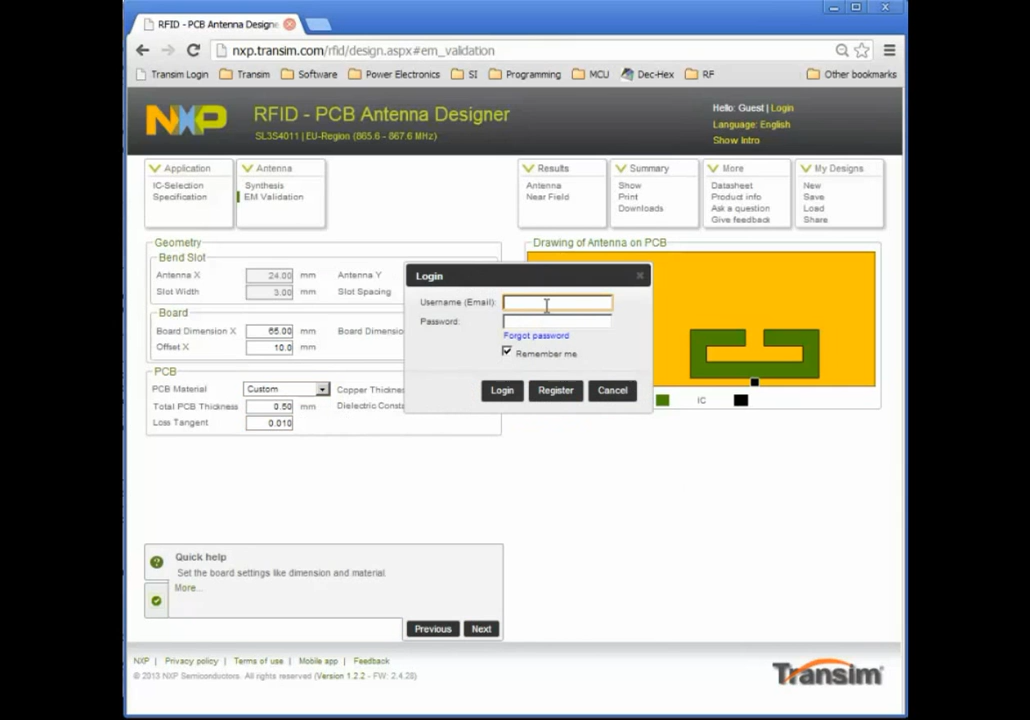 RFID - PCB Antenna Designe
nxp.transim.com/rfid/design.aspx#em_validation
Transim Login Transim Software Power Electronics SI Programming MCU Dec-Hex RF Other bookmarks
NXP RFID - PCB Antenna Designer
SL3S4011 | EU-Region (865.6 - 867.6 MHz)
Hello: Guest | Login
Language: English
Show Intro
Application Antenna Results Summary More My Designs
IC-Selection Synthesis Antenna Show Datasheet New
Specification EM Validation Near Field Print Product info Save
Downloads Ask a question Load
Give feedback Share
Geometry
Bend Slot
Antenna X 24.00 mm Antenna Y
Slot Width 3.00 mm Slot Spacing
Board
Board Dimension X 65.00 mm Board Dimensio
Offset X 10.0 mm
PCB
PCB Material Custom Copper Thickne
Total PCB Thickness 0.50 mm Dielectric Consta
Loss Tangent 0.010
Drawing of Antenna on PCB
IC
Login
Username (Email):
Password:
Forgot password
Remember me
Login Register Cancel
Quick help
Set the board settings like dimension and material.
More...
Previous Next
NXP | Privacy policy | Terms of use | Mobile app | Feedback
© 2013 NXP Semiconductors. All rights reserved (Version 1.2.2 - FW: 2.4.28)
Transim